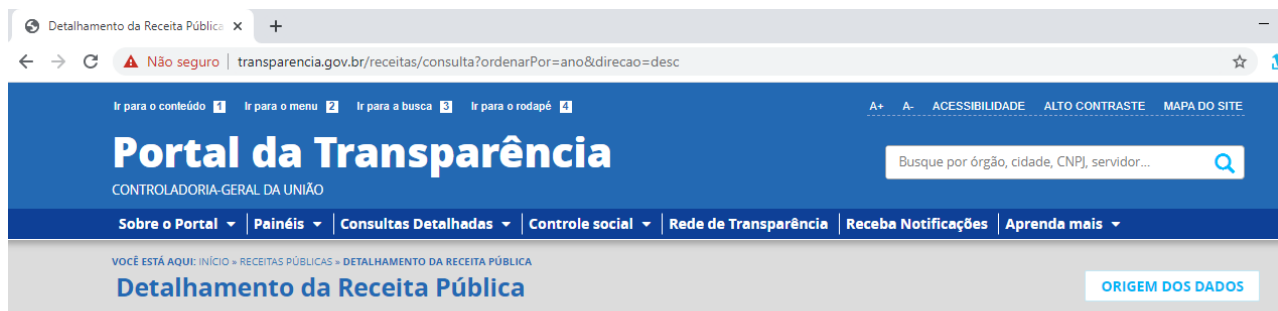 Detalhamento da Receita Pública
Não seguro | transparencia.gov.br/receitas/consulta?ordenarPor=ano&direcao=desc
Ir para o conteúdo 1 Ir para o menu 2 Ir para a busca 3 Ir para o rodapé 4 A+ A- ACESSIBILIDADE ALTO CONTRASTE MAPA DO SITE
Portal da Transparência
Busque por órgão, cidade, CNPJ, servidor...
CONTROLADORIA-GERAL DA UNIÃO
Sobre o Portal Painéis Consultas Detalhadas Controle social Rede de Transparência Receba Notificações Aprenda mais
VOCÊ ESTÁ AQUI: INÍCIO » RECEITAS PÚBLICAS » DETALHAMENTO DA RECEITA PÚBLICA
Detalhamento da Receita Pública
ORIGEM DOS DADOS